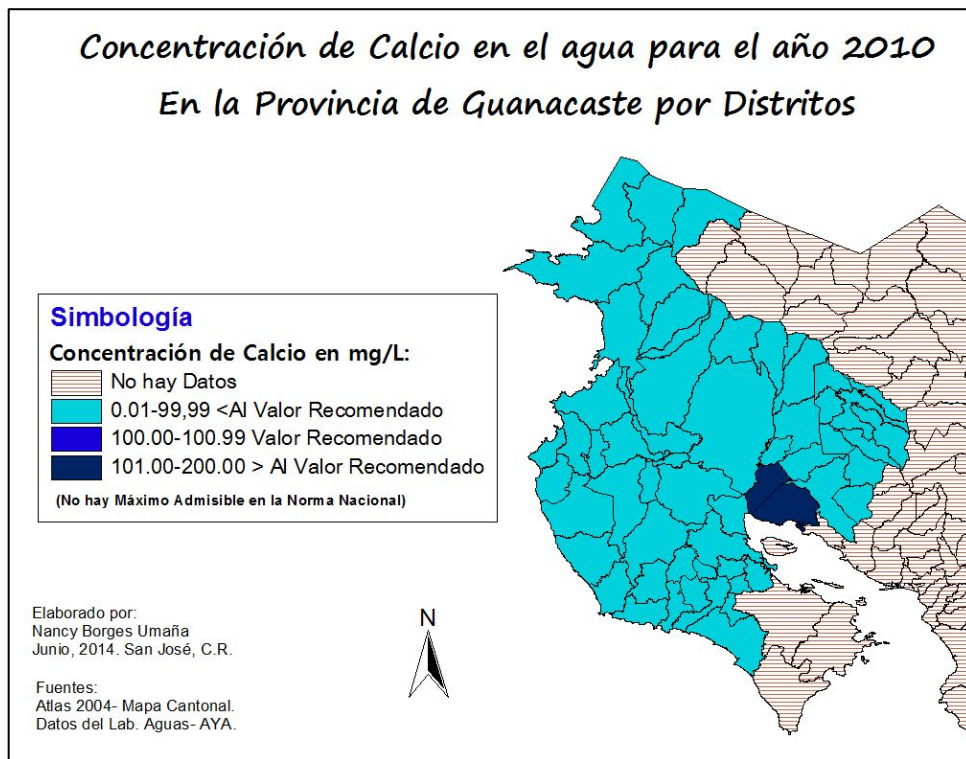 Concentración de Calcio en el agua para el año 2010
En la Provincia de Guanacaste por Distritos
Simbología
Concentración de Calcio en mg/L:
No hay Datos
0.01-99,99 <Al Valor Recomendado
100.00-100.99 Valor Recomendado
101.00-200.00 > Al Valor Recomendado
(No hay Máximo Admisible en la Norma Nacional)
Elaborado por:
Nancy Borges Umaña
Junio, 2014. San José, C.R.
Fuentes:
Atlas 2004- Mapa Cantonal.
Datos del Lab. Aguas- AYA.
N